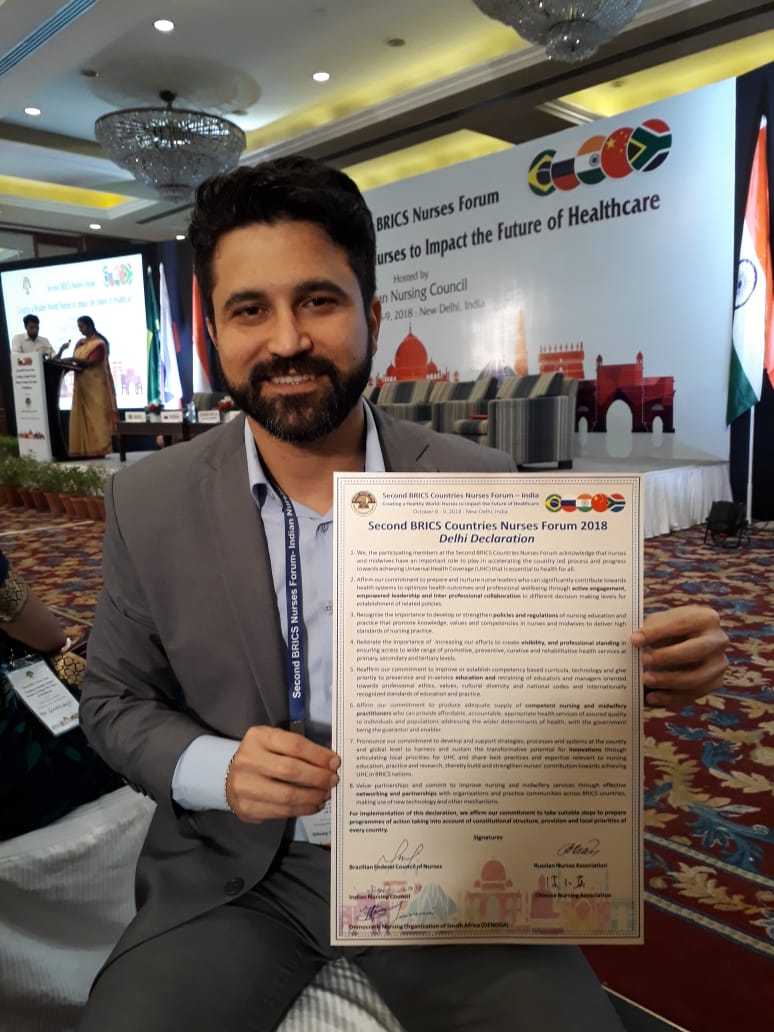 BRICS Nurses Forum
urses to Impact the Future of Healthcare
Hosted by
n Nursing Council
-9, 2018 : New Delhi, India
Second BRICS Nurses Forum
Second BRICS Nurses Forum- Indian Nurs
Second BRICS Countries Nurses Forum – India
Creating a Healthy World- Nurses to Impact the Future of Healthcare
October 6 - 9, 2018 : New Delhi, India
Second BRICS Countries Nurses Forum 2018
Delhi Declaration
1. We, the participating members at the Second BRICS Countries Nurses Forum acknowledge that nurses
and midwives have an important role to play in accelerating the country led process and progress
towards achieving Universal Health Coverage (UHC) that is essential to health for all.
2. Affirm our commitment to prepare and nurture nurse leaders who can significantly contribute towards
health systems to optimize health outcomes and professional wellbeing through active engagement,
empowered leadership and inter professional collaboration in different decision making levels for
establishment of related policies.
3. Recognize the importance to develop or strengthen policies and regulations of nursing education and
practice that promote knowledge, values and competencies in nurses and midwives to deliver high
standards of nursing practice.
4. Reiterate the importance of increasing our efforts to create visibility, and professional standing in
ensuring access to wide range of promotive, preventive, curative and rehabilitative health services at
primary, secondary and tertiary levels.
5. Reaffirm our commitment to improve or establish competency based curricula, technology and give
priority to preservice and in-service education and retraining of educators and managers oriented
towards professional ethics, values, cultural diversity and national codes and internationally
recognized standards of education and practice.
6. Affirm our commitment to produce adequate supply of competent nursing and midwifery
practitioners who can provide affordable, accountable, appropriate health services of assured quality
to individuals and populations addressing the wider determinants of health, with the government
being the guarantor and enabler.
7. Pronounce our commitment to develop and support strategies, processes and systems at the country
and global level to harness and sustain the transformative potential for innovations through
articulating local priorities for UHC and share best practices and expertise relevant to nursing
education, practice and research, thereby build and strengthen nurses' contribution towards achieving
UHC in BRICS nations.
8. Value partnerships and commit to improve nursing and midwifery services through effective
networking and partnerships with organizations and practice communities across BRICS countries,
making use of new technology and other mechanisms.
For implementation of this declaration, we affirm our commitment to take suitable steps to prepare
programmes of action taking into account of constitutional structure, provision and local priorities of
every country.
Signatures
Brazilian Federal Council of Nurses
Russian Nurses Association
Indian Nursing Council
Chinese Nursing Association
Democratic Nursing Organization of South Africa (DENOSA)